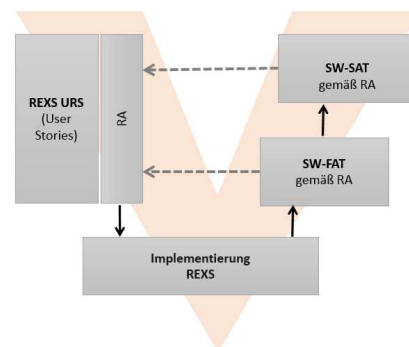 REXS URS
(User
Stories)
RA
SW-SAT
gemäß RA
SW-FAT
gemäß RA
Implementierung
REXS